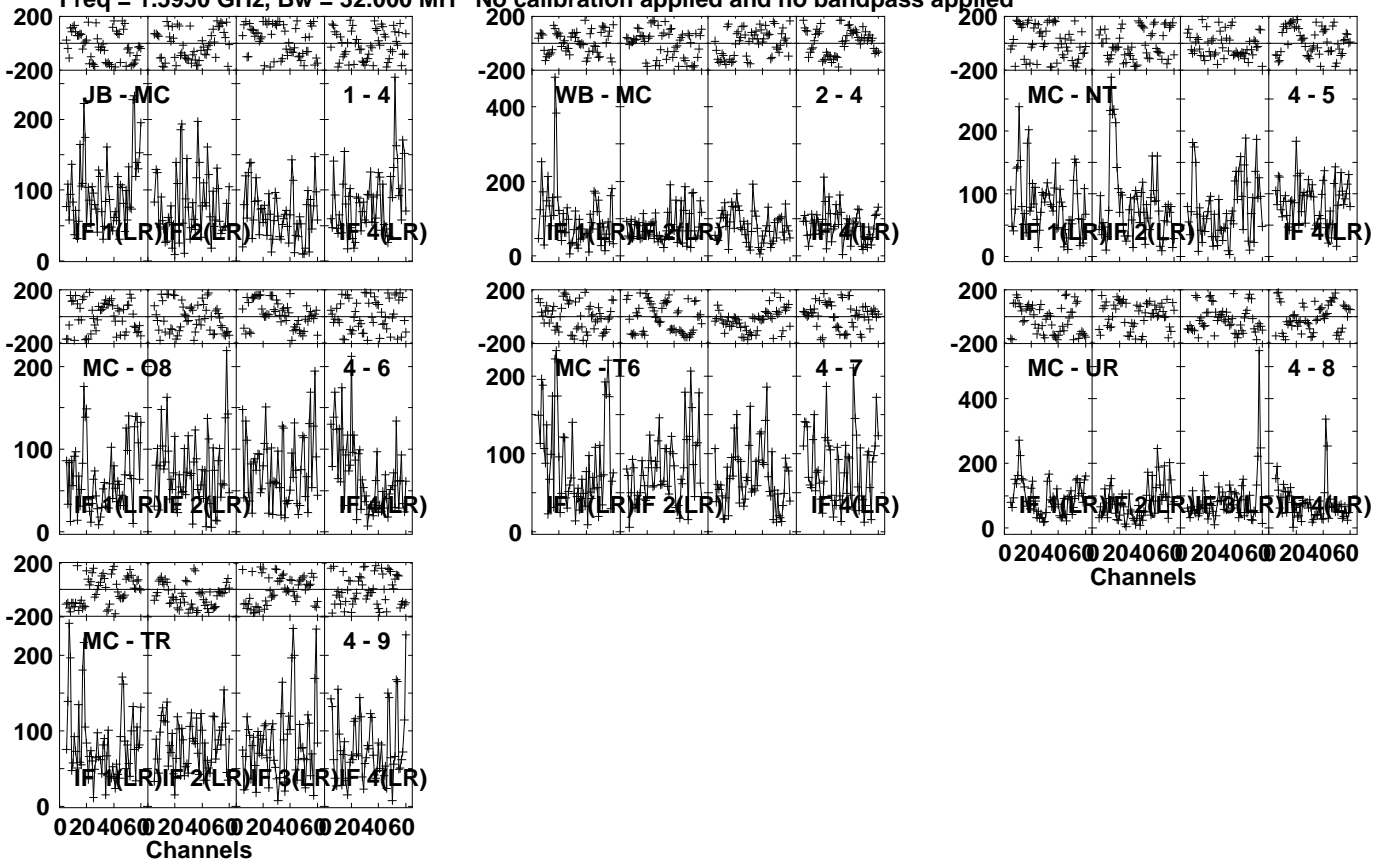 Freq = 1.5950 GHz, Bw = 32.000 MH No calibration applied and no bandpass applied
200 200 200
-200 -200 -200
JB - MC 1 - 4 WB - MC 2 - 4 MC - NT 4 - 5
200 400 200
100 200 100
IF 1(LR) IF 2(LR) IF 4(LR) IF 1(LR) IF 2(LR) IF 4(LR) IF 1(LR) IF 2(LR) IF 4(LR)
0 0 0
200 200 200
-200 -200 -200
MC - O8 4 - 6 MC - T6 4 - 7 MC - UR 4 - 8
200 200 400
100 100 200
IF 1(LR) IF 2(LR) IF 4(LR) IF 1(LR) IF 2(LR) IF 4(LR) IF 1(LR) IF 2(LR) IF 3(LR) IF 4(LR)
0 0 0
0 20 40 60 0 20 40 60 0 20 40 60 0 20 40 60
Channels
200
-200
MC - TR 4 - 9
200
100
IF 1(LR) IF 2(LR) IF 3(LR) IF 4(LR)
0
0 20 40 60 0 20 40 60 0 20 40 60 0 20 40 60
Channels